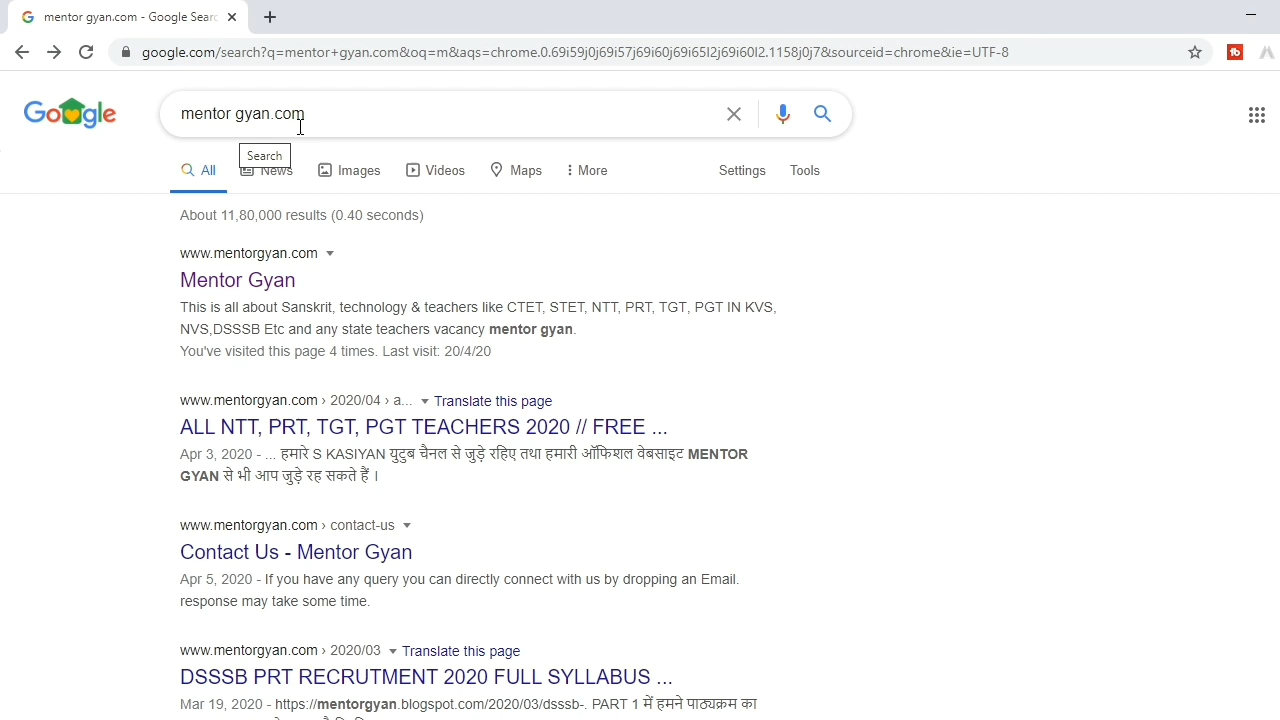 mentor gyan.com - Google Searc
google.com/search?q=mentor+gyan.com&oq=m&aqs=chrome.0.69i59j0j69i57j69i60j69i65l2j69i60l2.1158j0j7&sourceid=chrome&ie=UTF-8
Google
mentor gyan.com
Search
All News Images Videos Maps More Settings Tools
About 11,80,000 results (0.40 seconds)
www.mentorgyan.com
Mentor Gyan
This is all about Sanskrit, technology & teachers like CTET, STET, NTT, PRT, TGT, PGT IN KVS,
NVS,DSSSB Etc and any state teachers vacancy mentor gyan.
You've visited this page 4 times. Last visit: 20/4/20
www.mentorgyan.com › 2020/04 › a... Translate this page
ALL NTT, PRT, TGT, PGT TEACHERS 2020 // FREE ...
Apr 3, 2020 - ... हमारे S KASIYAN युटुब चैनल से जुड़े रहिए तथा हमारी ऑफिशल वेबसाइट MENTOR
GYAN से भी आप जुड़े रह सकते हैं ।
www.mentorgyan.com › contact-us
Contact Us - Mentor Gyan
Apr 5, 2020 - If you have any query you can directly connect with us by dropping an Email.
response may take some time.
www.mentorgyan.com › 2020/03 Translate this page
DSSSB PRT RECRUTMENT 2020 FULL SYLLABUS ...
Mar 19, 2020 - https://mentorgyan.blogspot.com/2020/03/dsssb-. PART 1 में हमने पाठ्यक्रम का